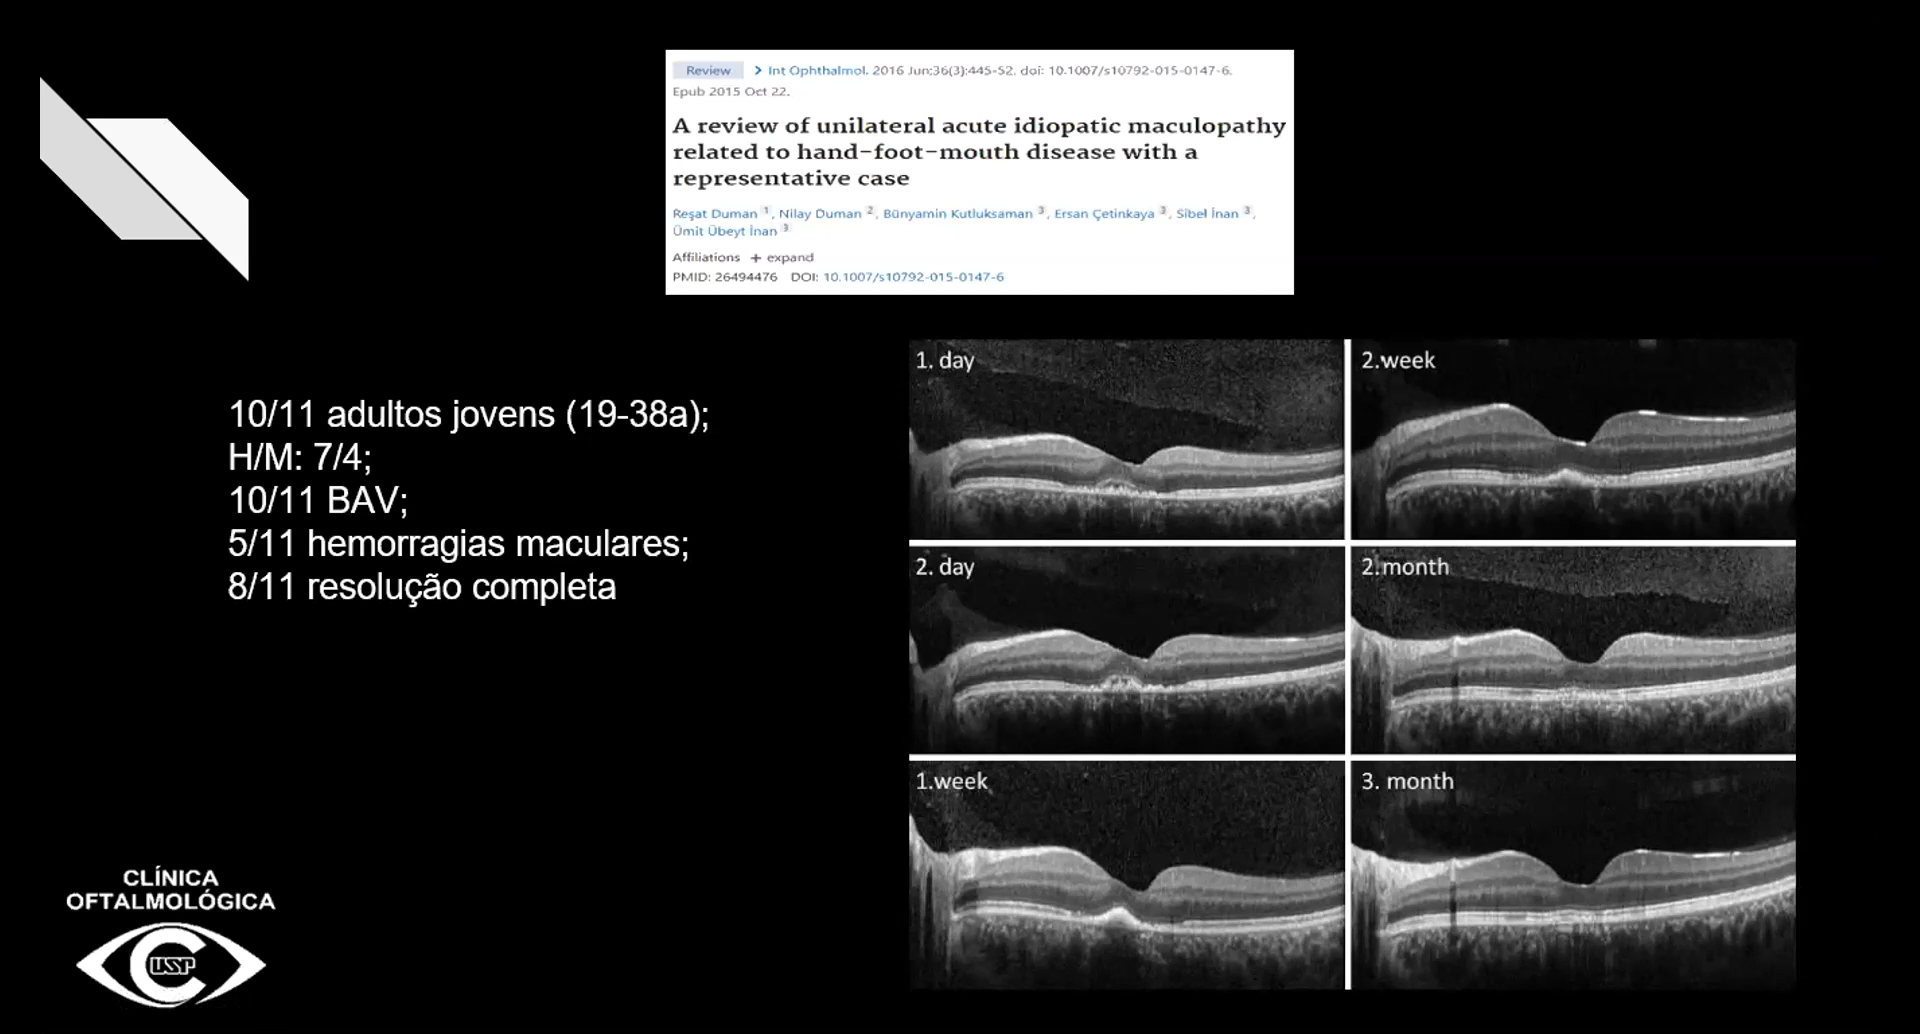 Review > Int Ophthalmol. 2016 Jun;36(3):445-52. doi: 10.1007/s10792-015-0147-6.
Epub 2015 Oct 22.
A review of unilateral acute idiopatic maculopathy
related to hand-foot-mouth disease with a
representative case
Reşat Duman 1, Nilay Duman 2, Bünyamin Kutluksaman 3, Ersan Çetinkaya 3, Sibel İnan 3,
Ümit Übeyt İnan 3
Affiliations + expand
PMID: 26494476 DOI: 10.1007/s10792-015-0147-6
10/11 adultos jovens (19-38a);
H/M: 7/4;
10/11 BAV;
5/11 hemorragias maculares;
8/11 resolução completa
1. day
2.week
2. day
2.month
1.week
3. month
CLÍNICA
OFTALMOLÓGICA
USP